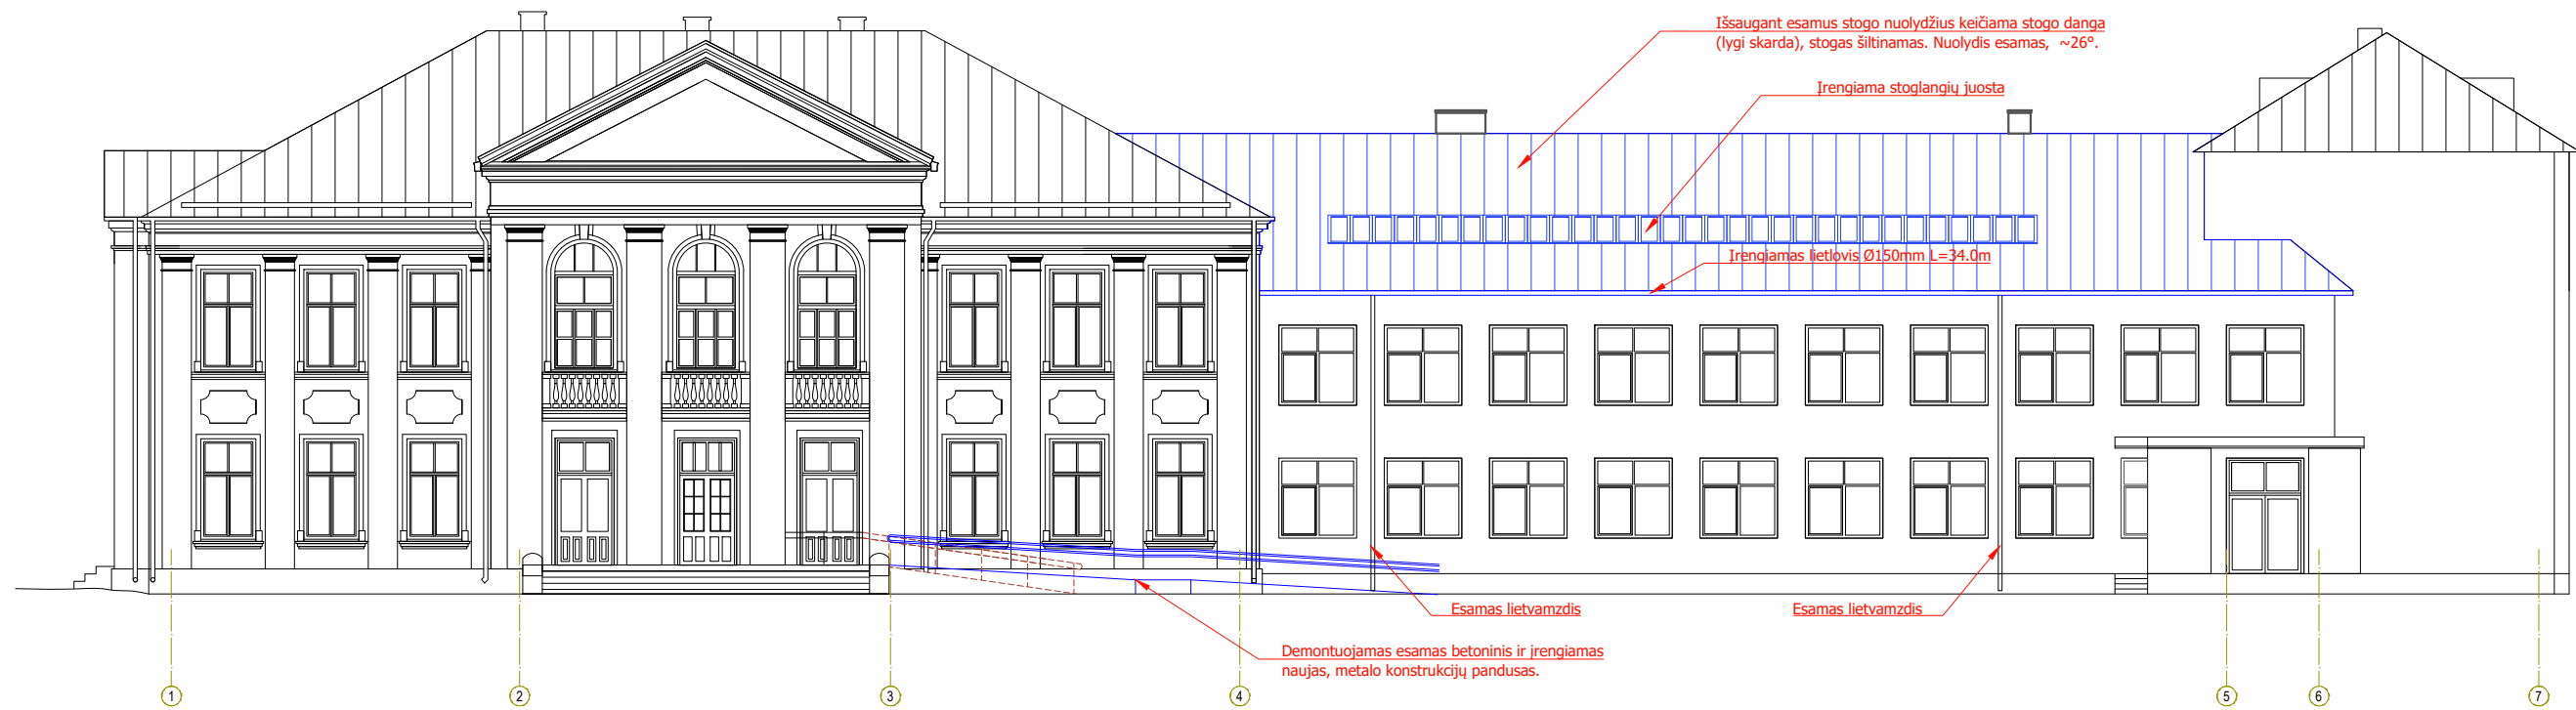 Išsaugant esamus stogo nuolydžius keičiama stogo danga
(lygi skarda), stogas šiltinamas. Nuolydis esamas, ~26°.
Įrengiama stoglangių juosta
Įrengiamas lietlovis Ø150mm L=34.0m
Esamas lietvamzdis
Esamas lietvamzdis
Demontuojamas esamas betoninis ir įrengiamas
naujas, metalo konstrukcijų pandusas.
1 2 3 4 5 6 7